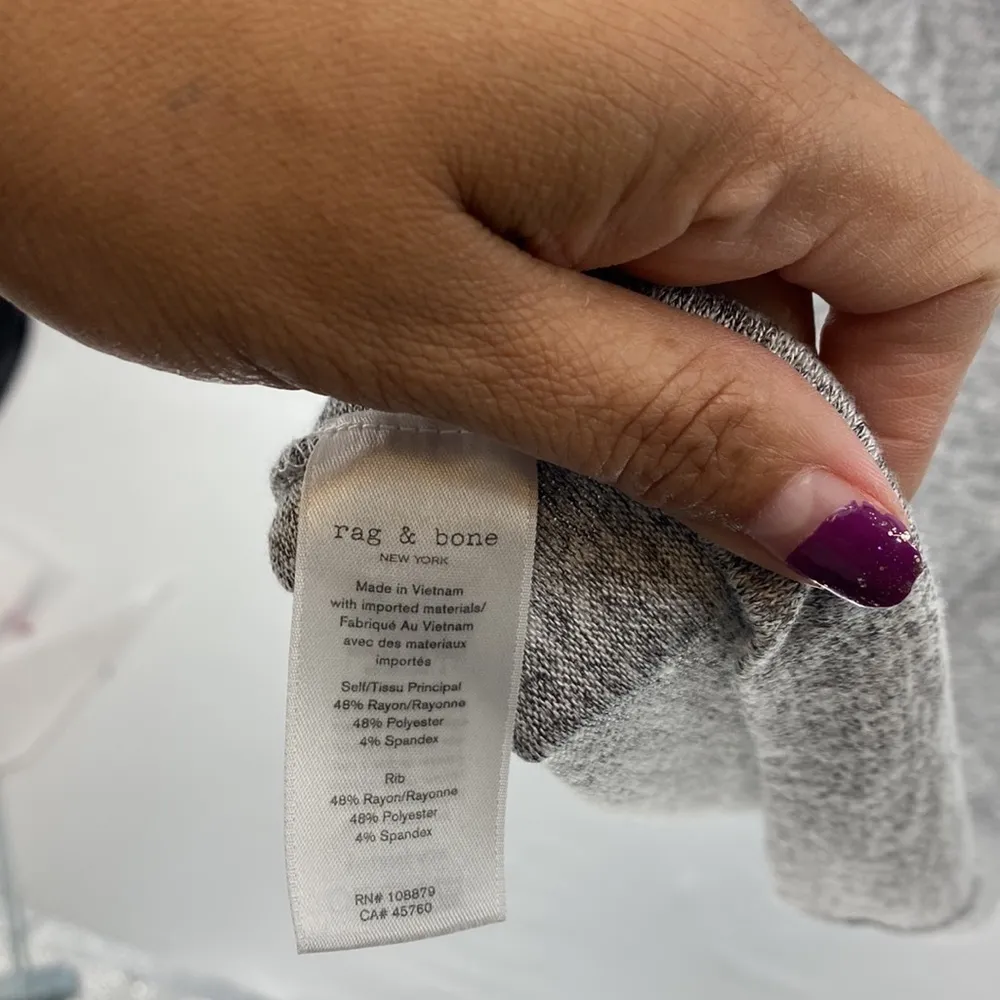 rag & bone
NEW YORK
Made in Vietnam
with imported materials/
Fabriqué Au Vietnam
avec des materiaux
importés
Self/Tissu Principal
48% Rayon/Rayonne
48% Polyester
4% Spandex
Rib
48% Rayon/Rayonne
48% Polyester
4% Spandex
RN# 108879
CA# 45760